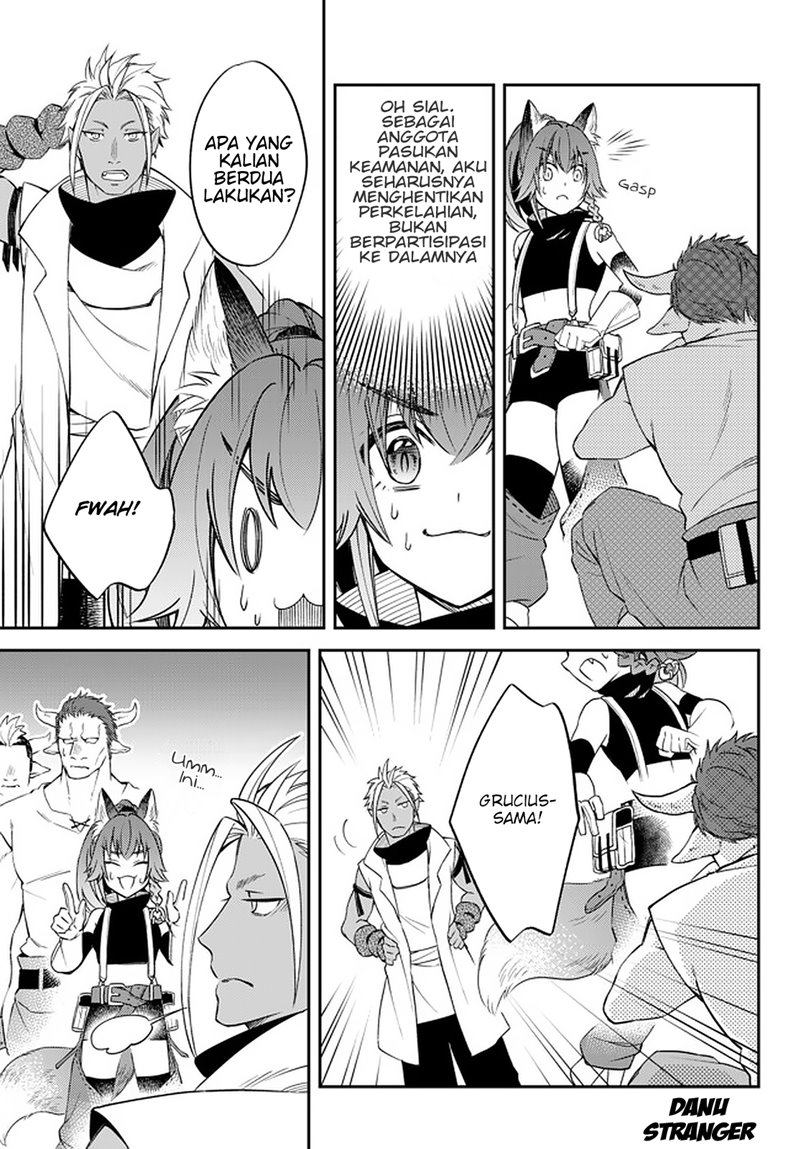 Gasp
OH SIAL.
SEBAGAI
ANGGOTA
PASUKAN
KEAMANAN, AKU
SEHARUSNYA
MENGHENTIKAN
PERKELAHIAN,
BUKAN
BERPARTISIPASI
KE DALAMNYA
APA YANG
KALIAN
BERDUA
LAKUKAN?
FWAH!
GRUCIUS-
SAMA!
Umm...
Ini...
DANU
STRANGER